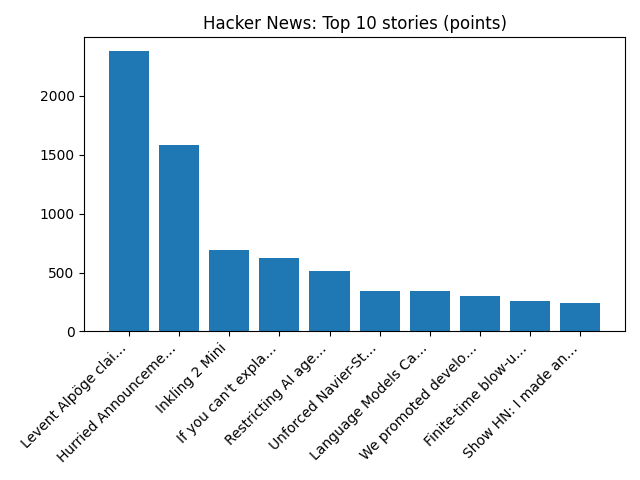 Hacker News: Top 10 stories (points)
2000
1500
1000
500
0
Levent Alpöge clai...
Hurried Announceme...
Inkling 2 Mini
If you can't expla...
Restricting AI age...
Unforced Navier-St...
Language Models Ca...
We promoted develo...
Finite-time blow-u...
Show HN: I made an...